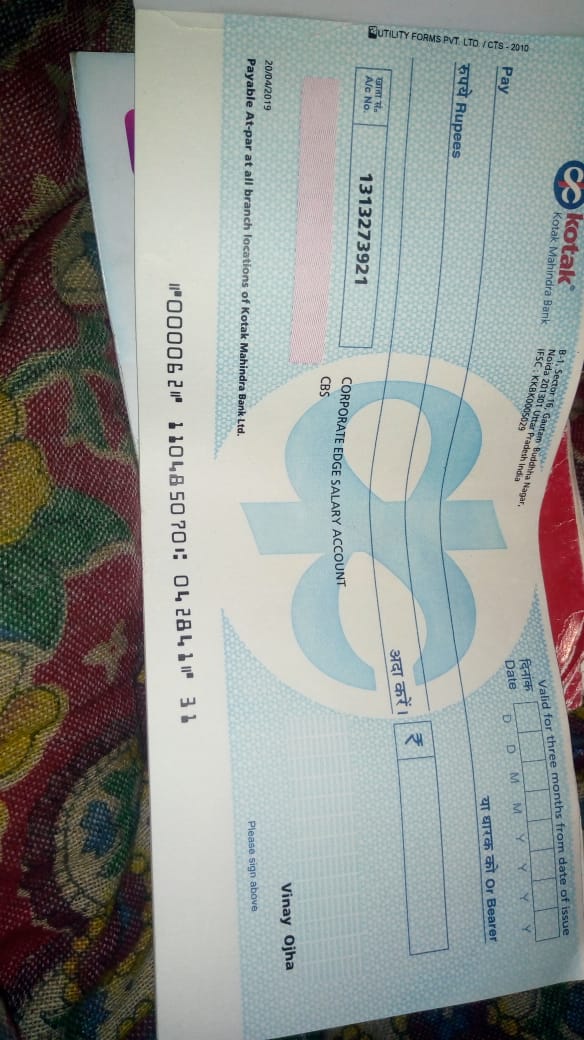 UTILITY FORMS PVT. LTD. / CTS - 2010
kotak®
Kotak Mahindra Bank
B-1, Sector 16, Gautam Buddhha Nagar,
Noida 201301 Uttar Pradesh India
IFSC : KKBK0005029
Valid for three months from date of issue
दिनांक
Date
D D M M Y Y Y Y
Pay
या धारक को Or Bearer
रुपये Rupees
अदा करें।
₹
खाता सं.
A/c No.
1313273921
CORPORATE EDGE SALARY ACCOUNT
CBS
Vinay Ojha
Please sign above
20/04/2019
Payable At-par at all branch locations of Kotak Mahindra Bank Ltd.
⑈000062⑈ 110485070⑆ 042841⑈ 31